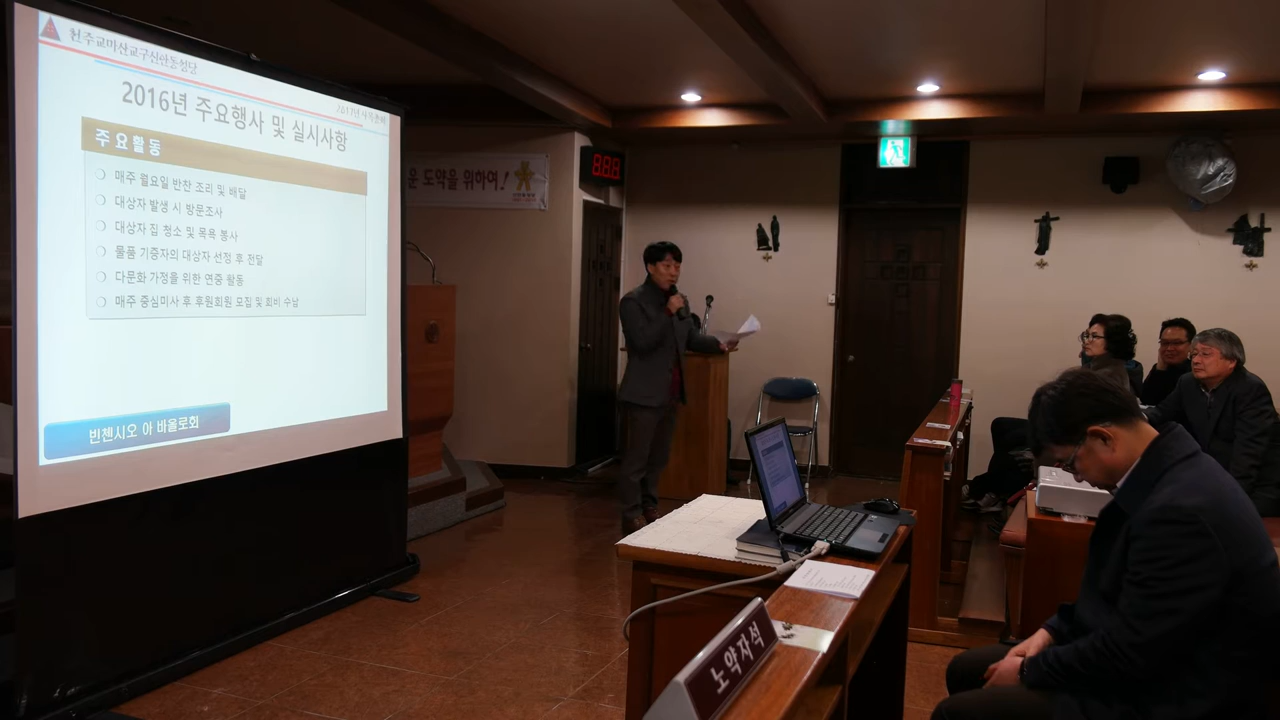 천주교마산교구신안동성당
2016년 주요행사 및 실시사항
주요활동
매주 월요일 반찬 조리 및 배달
대상자 발생 시 방문조사
대상자 집 청소 및 목욕 봉사
물품 기증자의 대상자 선정 후 전달
다문화 가정을 위한 연중 활동
매주 중심미사 후 후원회원 모집 및 회비 수납
빈첸시오 아 바울로회
운 도약을 위하여!
888
노약자석